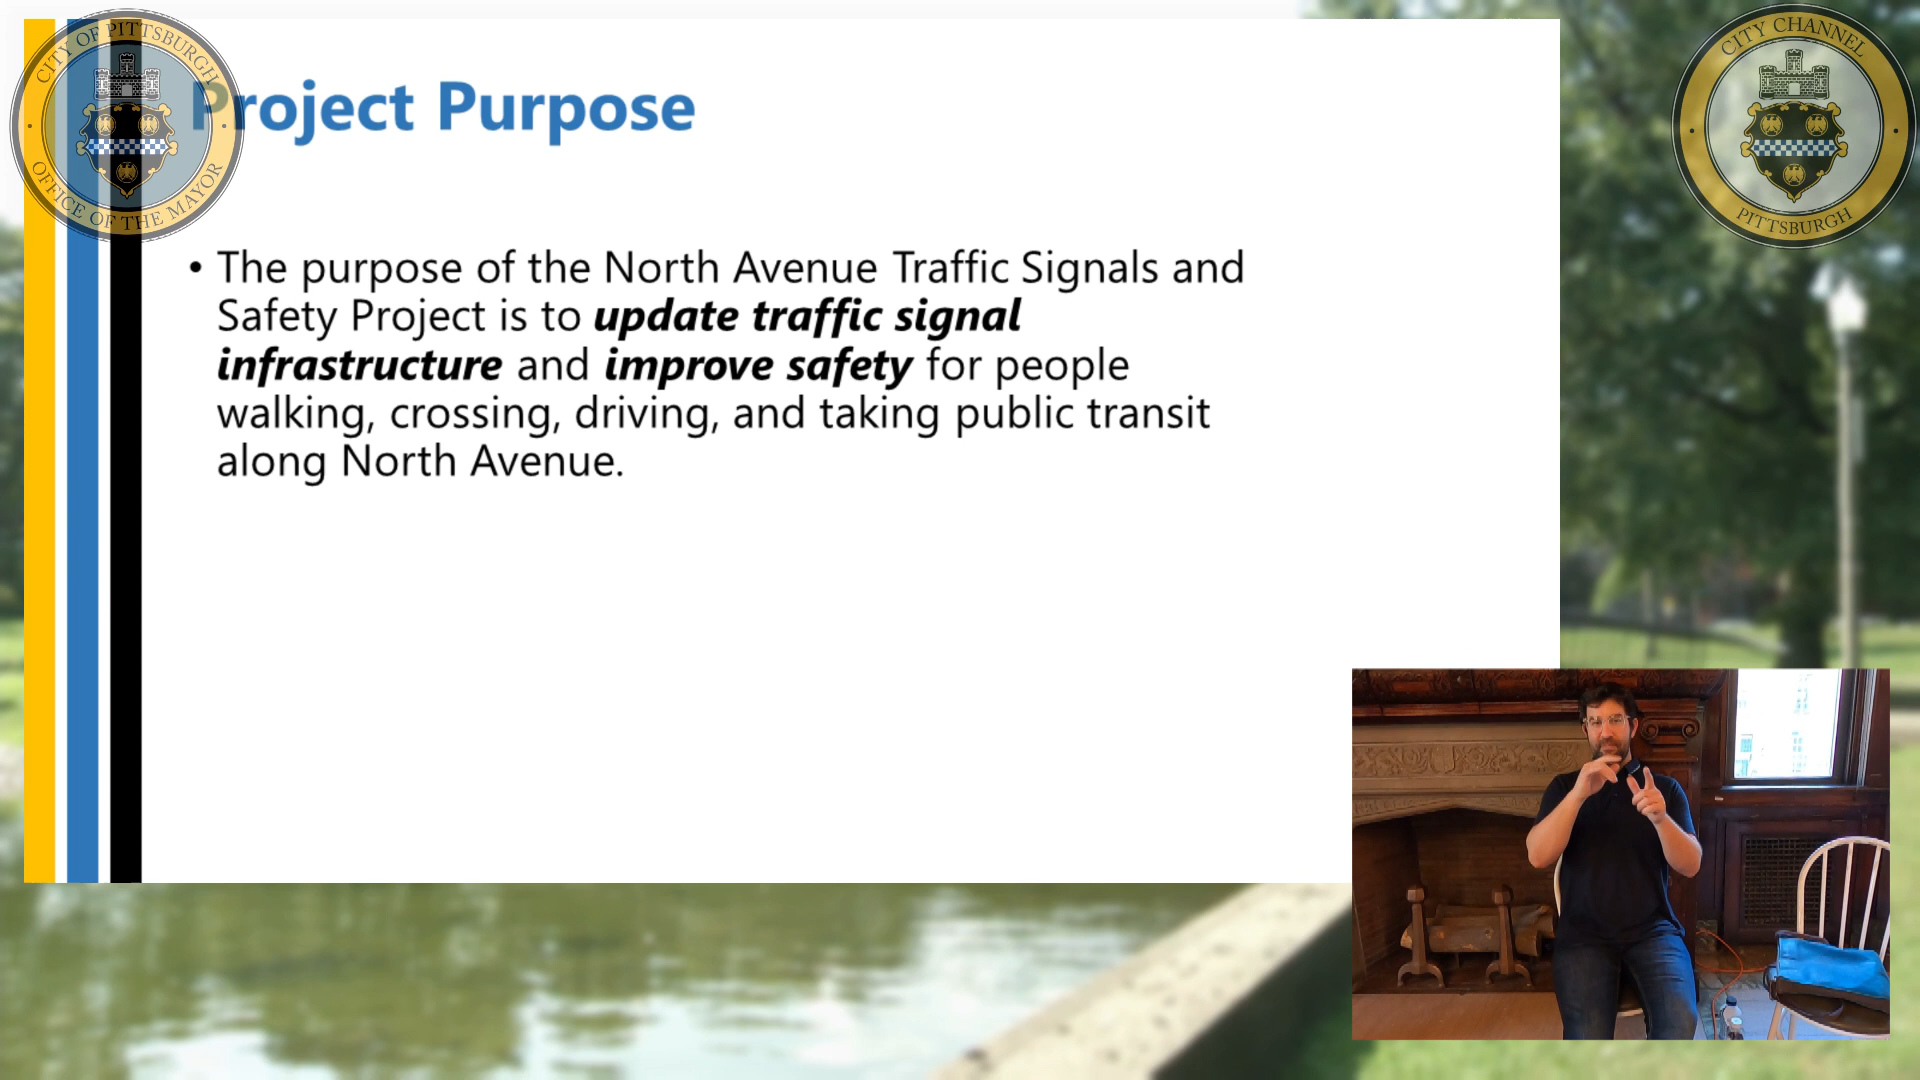 CITY OF PITTSBURGH
OFFICE OF THE MAYOR
CITY CHANNEL
PITTSBURGH
Project Purpose
• The purpose of the North Avenue Traffic Signals and
Safety Project is to update traffic signal
infrastructure and improve safety for people
walking, crossing, driving, and taking public transit
along North Avenue.